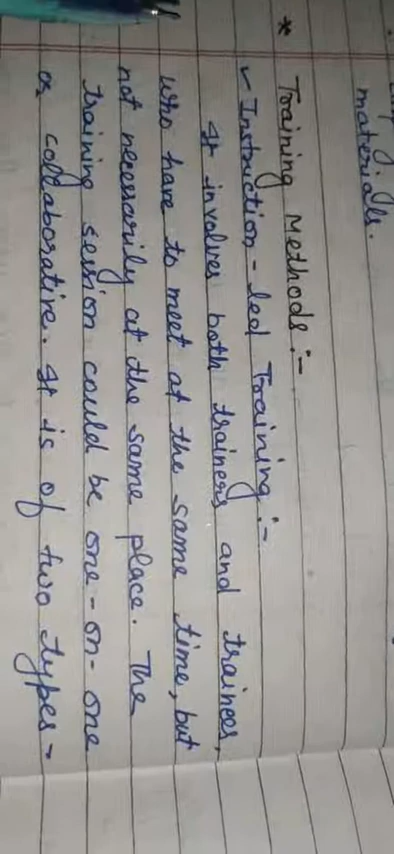 materials.
* Training Methods :-
✓ Instruction-led Training :-
It involves both trainers and trainees,
who have to meet at the same time, but
not necessarily at the same place. The
training session could be one-on-one
or collaborative. It is of two types-